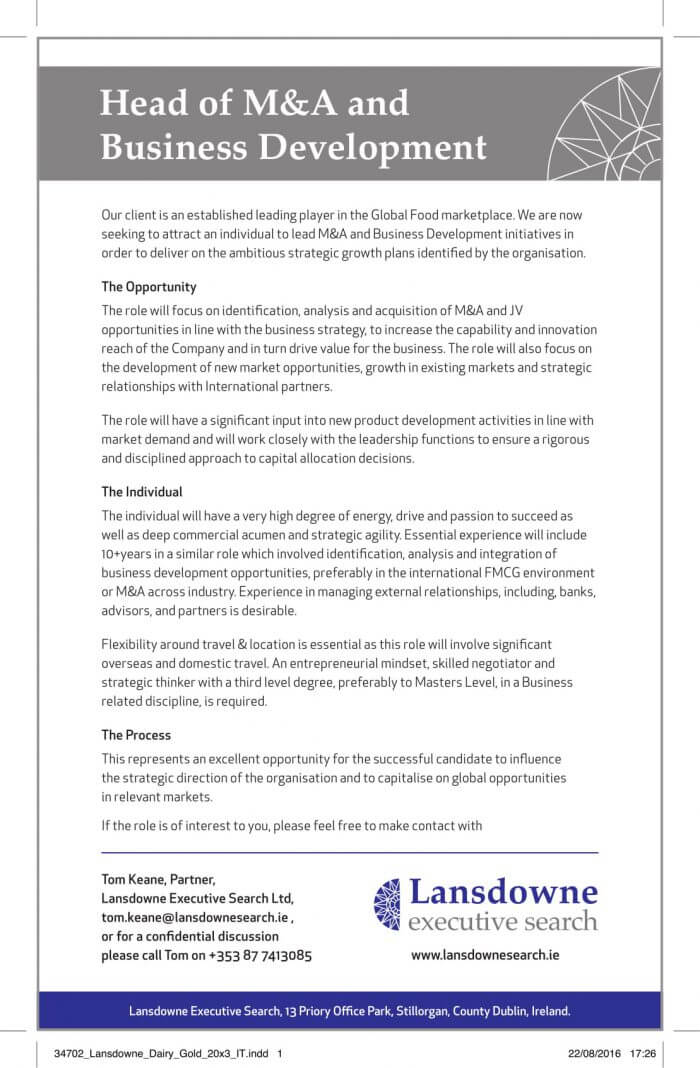 Head of M&A and
Business Development
Our client is an established leading player in the Global Food marketplace. We are now
seeking to attract an individual to lead M&A and Business Development initiatives in
order to deliver on the ambitious strategic growth plans identified by the organisation.
The Opportunity
The role will focus on identification, analysis and acquisition of M&A and JV
opportunities in line with the business strategy, to increase the capability and innovation
reach of the Company and in turn drive value for the business. The role will also focus on
the development of new market opportunities, growth in existing markets and strategic
relationships with International partners.
The role will have a significant input into new product development activities in line with
market demand and will work closely with the leadership functions to ensure a rigorous
and disciplined approach to capital allocation decisions.
The Individual
The individual will have a very high degree of energy, drive and passion to succeed as
well as deep commercial acumen and strategic agility. Essential experience will include
10+years in a similar role which involved identification, analysis and integration of
business development opportunities, preferably in the international FMCG environment
or M&A across industry. Experience in managing external relationships, including, banks,
advisors, and partners is desirable.
Flexibility around travel & location is essential as this role will involve significant
overseas and domestic travel. An entrepreneurial mindset, skilled negotiator and
strategic thinker with a third level degree, preferably to Masters Level, in a Business
related discipline, is required.
The Process
This represents an excellent opportunity for the successful candidate to influence
the strategic direction of the organisation and to capitalise on global opportunities
in relevant markets.
If the role is of interest to you, please feel free to make contact with
Tom Keane, Partner,
Lansdowne Executive Search Ltd,
tom.keane@lansdownesearch.ie ,
or for a confidential discussion
please call Tom on +353 87 7413085
Lansdowne
executive search
www.lansdownesearch.ie
Lansdowne Executive Search, 13 Priory Office Park, Stillorgan, County Dublin, Ireland.
34702_Lansdowne_Dairy_Gold_20x3_IT.indd 1
22/08/2016 17:26